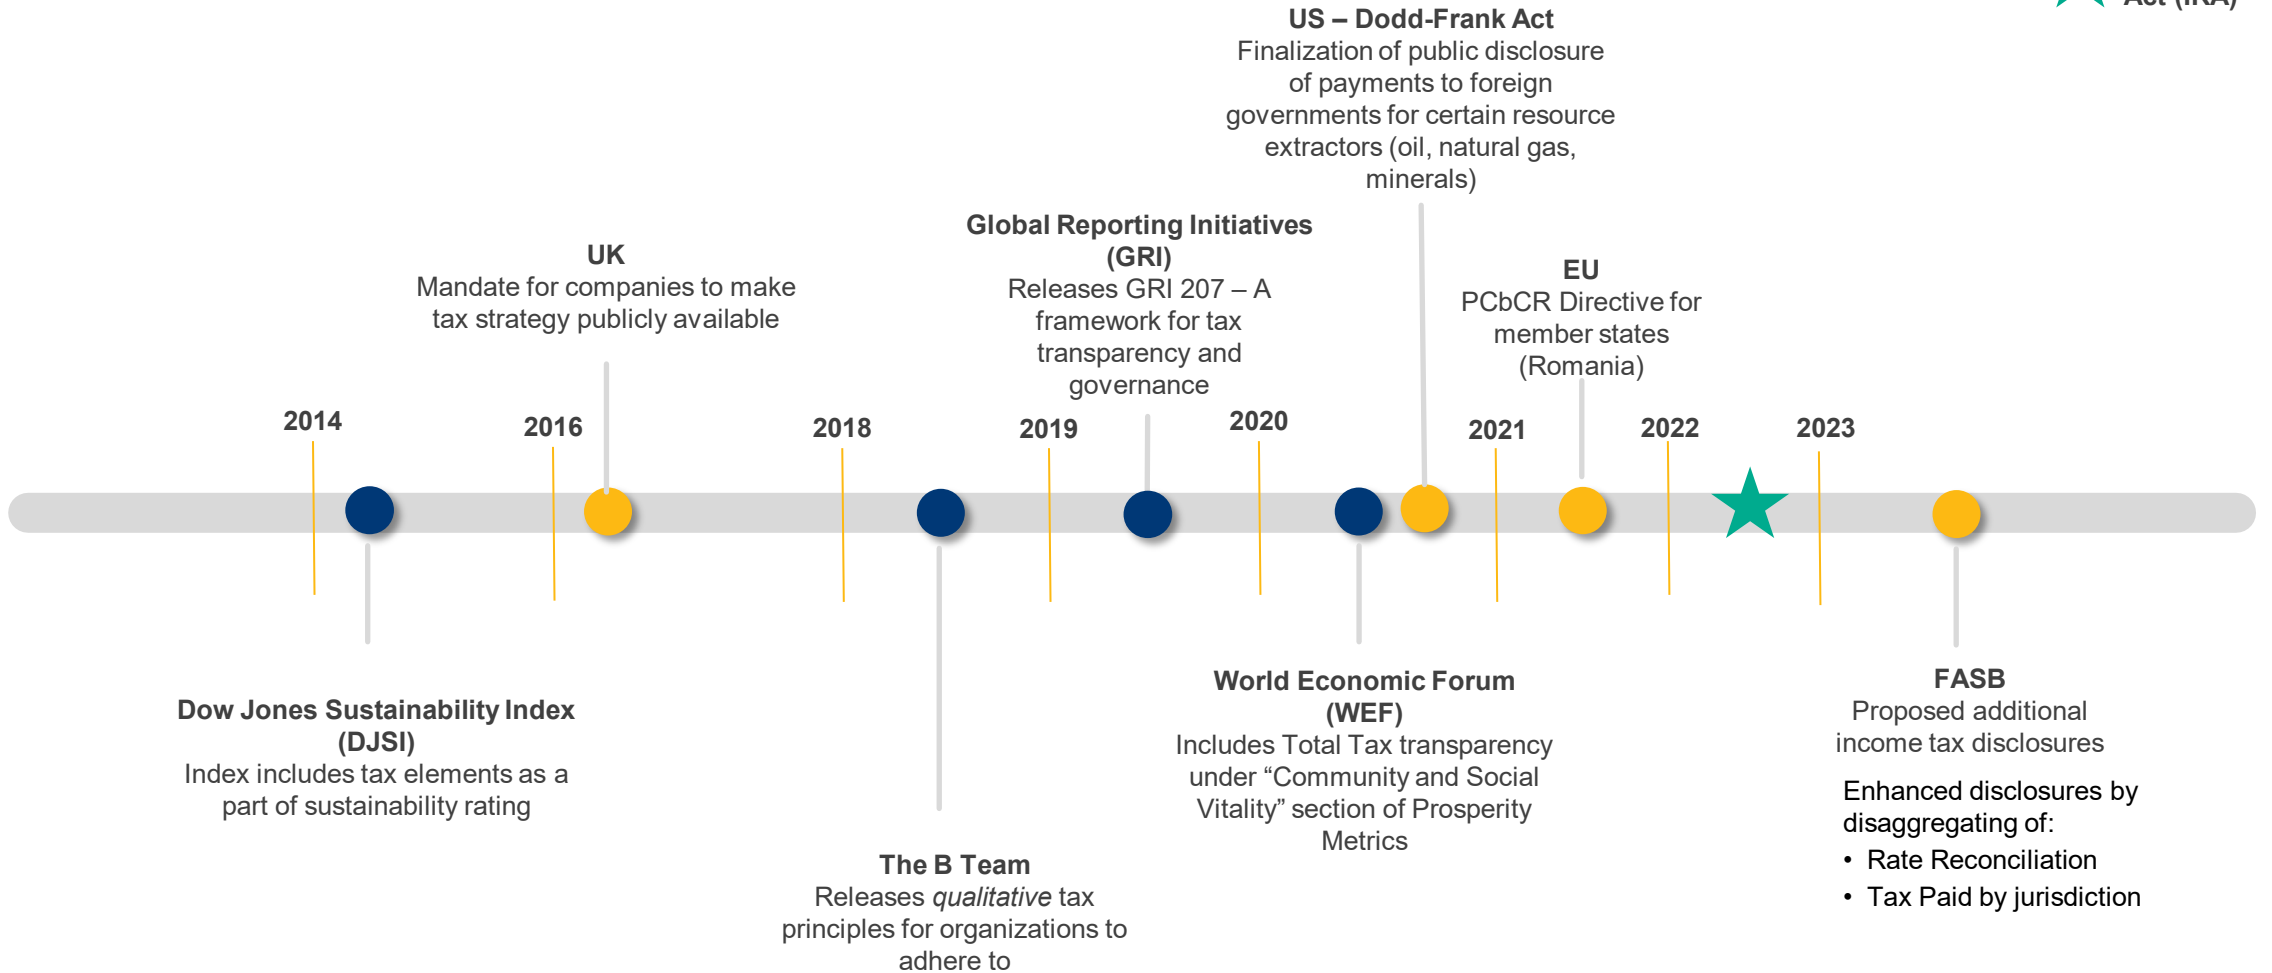 Act (IRA)
US – Dodd-Frank Act
Finalization of public disclosure
of payments to foreign
governments for certain resource
extractors (oil, natural gas,
minerals)
Global Reporting Initiatives
(GRI)
Releases GRI 207 – A
framework for tax
transparency and
governance
UK
Mandate for companies to make
tax strategy publicly available
EU
PCbCR Directive for
member states
(Romania)
2014
2016
2018
2019
2020
2021
2022
2023
Dow Jones Sustainability Index
(DJSI)
Index includes tax elements as a
part of sustainability rating
The B Team
Releases qualitative tax
principles for organizations to
adhere to
World Economic Forum
(WEF)
Includes Total Tax transparency
under “Community and Social
Vitality” section of Prosperity
Metrics
FASB
Proposed additional
income tax disclosures
Enhanced disclosures by
disaggregating of:
• Rate Reconciliation
• Tax Paid by jurisdiction